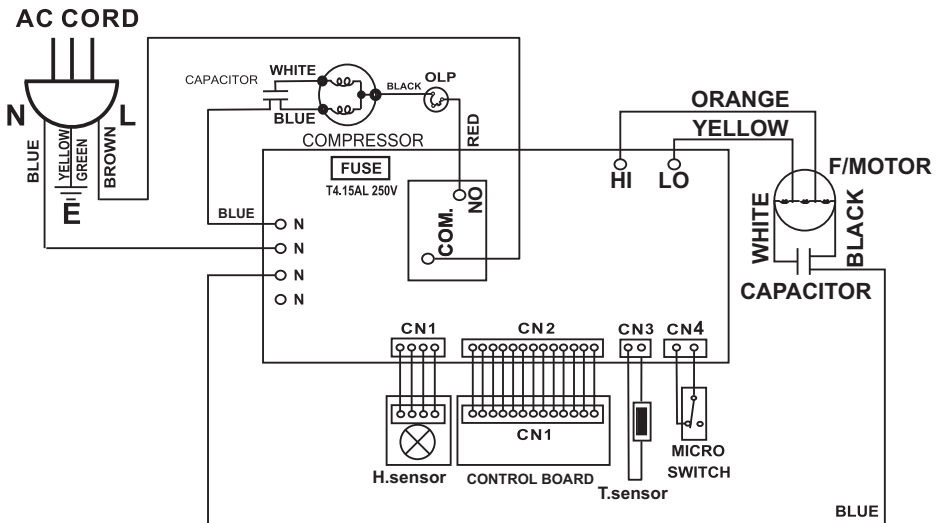 AC CORD
N
L
BLUE
YELLOW
GREEN
BROWN
E
CAPACITOR
WHITE
BLUE
BLACK
OLP
RED
COMPRESSOR
FUSE
T4.15AL 250V
COM.
NO
BLUE
N
N
N
N
HI
LO
ORANGE
YELLOW
F/MOTOR
WHITE
BLACK
CAPACITOR
CN1
CN2
CN3
CN4
CN1
H.sensor
CONTROL BOARD
T.sensor
MICRO
SWITCH
BLUE